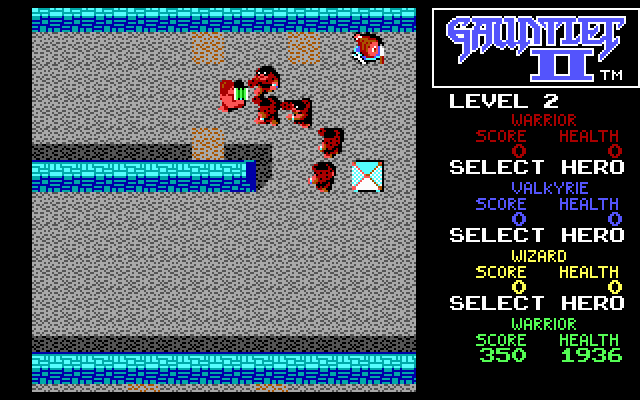 GAUNTLET
II TM
LEVEL 2
WARRIOR
SCORE HEALTH
0 0
SELECT HERO
VALKYRIE
SCORE HEALTH
0 0
SELECT HERO
WIZARD
SCORE HEALTH
0 0
SELECT HERO
WARRIOR
SCORE HEALTH
350 1936